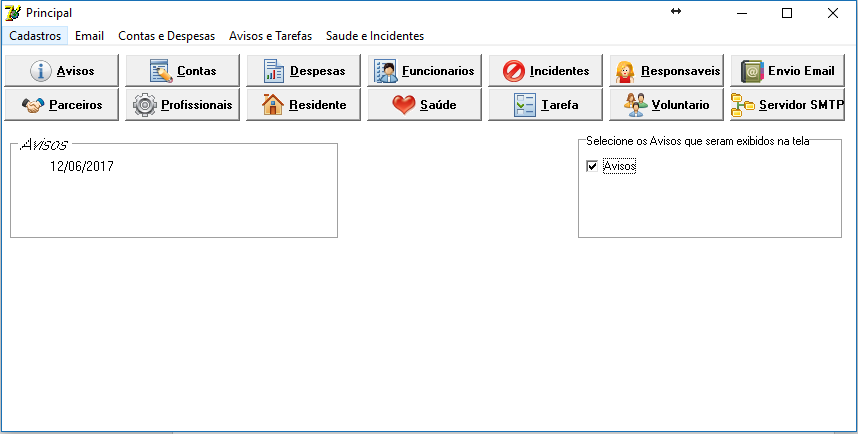 Principal
Cadastros Email Contas e Despesas Avisos e Tarefas Saude e Incidentes
Avisos Contas Despesas Funcionarios Incidentes Responsaveis Envio Email
Parceiros Profissionais Residente Saúde Tarefa Voluntario Servidor SMTP
Avisos
12/06/2017
Selecione os Avisos que seram exibidos na tela
Avisos